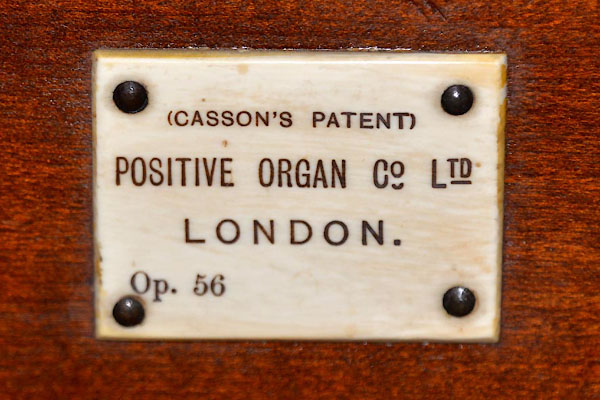 (CASSON'S PATENT)
POSITIVE ORGAN Co LTD
LONDON.
Op. 56